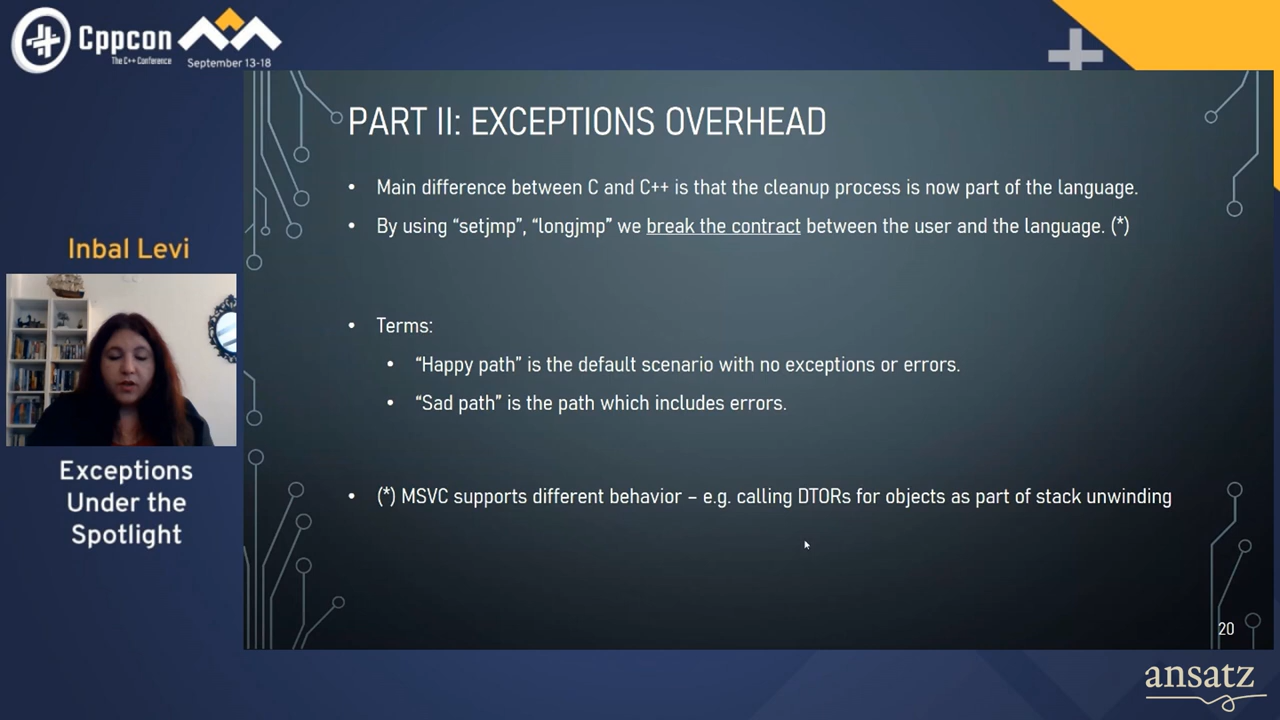 Cppcon
The C++ Conference
September 13-18
PART II: EXCEPTIONS OVERHEAD
• Main difference between C and C++ is that the cleanup process is now part of the language.
• By using “setjmp”, “longjmp” we break the contract between the user and the language. (*)
Inbal Levi
• Terms:
• “Happy path” is the default scenario with no exceptions or errors.
• “Sad path” is the path which includes errors.
Exceptions
Under the
Spotlight
• (*) MSVC supports different behavior – e.g. calling DTORs for objects as part of stack unwinding
20
ansatz